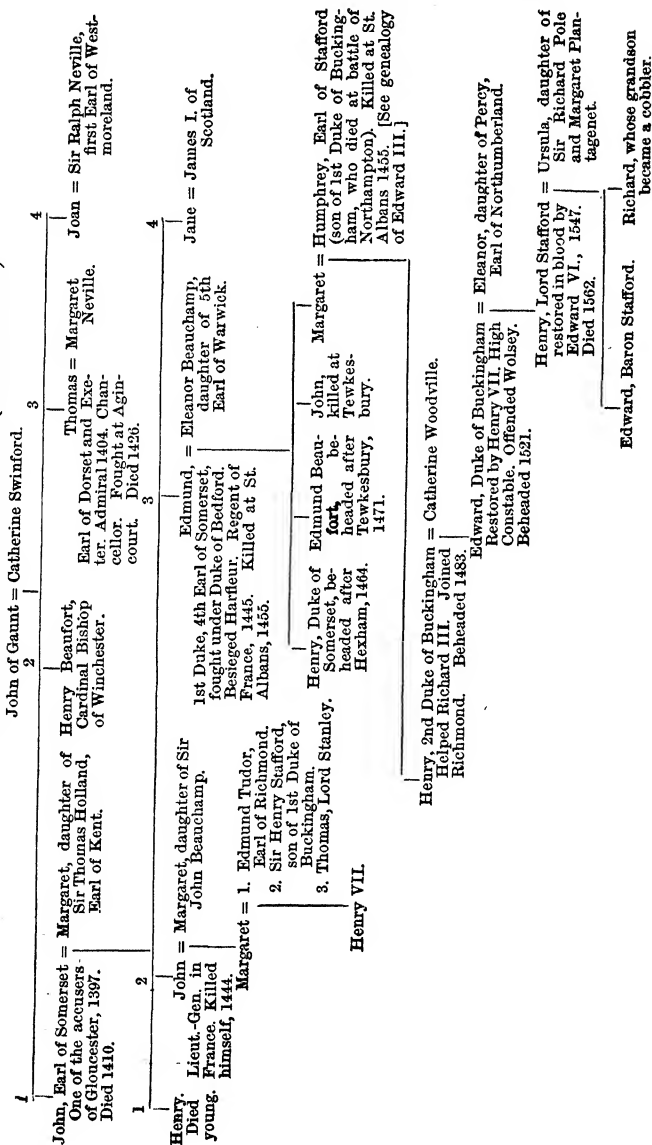 John of Gaunt = Catherine Swinford.
1
2
3
4
John, Earl of Somerset = Margaret, daughter of
One of the accusers
of Gloucester, 1397.
Died 1410.
Sir Thomas Holland,
Earl of Kent.
Henry Beaufort,
Cardinal Bishop
of Winchester.
Thomas = Margaret
Neville.
Earl of Dorset and Exe-
ter. Admiral 1404. Chan-
cellor. Fought at Agin-
court. Died 1426.
Joan = Sir Ralph Neville,
first Earl of West-
moreland.
1
2
3
4
Henry.
Died
young.
John = Margaret, daughter of Sir
John Beauchamp.
Lieut.-Gen. in
France. Killed
himself, 1444.
Edmund, = Eleanor Beauchamp,
daughter of 5th
Earl of Warwick.
1st Duke, 4th Earl of Somerset,
fought under Duke of Bedford.
Besieged Harfleur. Regent of
France, 1445. Killed at St.
Albans, 1455.
Jane = James I. of
Scotland.
Margaret = 1. Edmund Tudor,
Earl of Richmond.
2. Sir Henry Stafford,
son of 1st Duke of
Buckingham.
3. Thomas, Lord Stanley.
Henry VII.
Henry, Duke of
Somerset, be-
headed after
Hexham, 1464.
Edmund Beau-
fort, be-
headed after
Tewkesbury,
1471.
John,
killed at
Tewkes-
bury.
Margaret = Humphrey, Earl of Stafford
(son of 1st Duke of Bucking-
ham, who died at battle of
Northampton). Killed at St.
Albans 1455. [See genealogy
of Edward III.]
Henry, 2nd Duke of Buckingham = Catherine Woodville.
Helped Richard III. Joined
Richmond. Beheaded 1483.
Edward, Duke of Buckingham = Eleanor, daughter of Percy,
Restored by Henry VII. High
Constable. Offended Wolsey.
Beheaded 1521.
Earl of Northumberland.
Henry, Lord Stafford = Ursula, daughter of
restored in blood by
Edward VI., 1547.
Died 1562.
Sir Richard Pole
and Margaret Plan-
tagenet.
Edward, Baron Stafford.
Richard, whose grandson
became a cobbler.